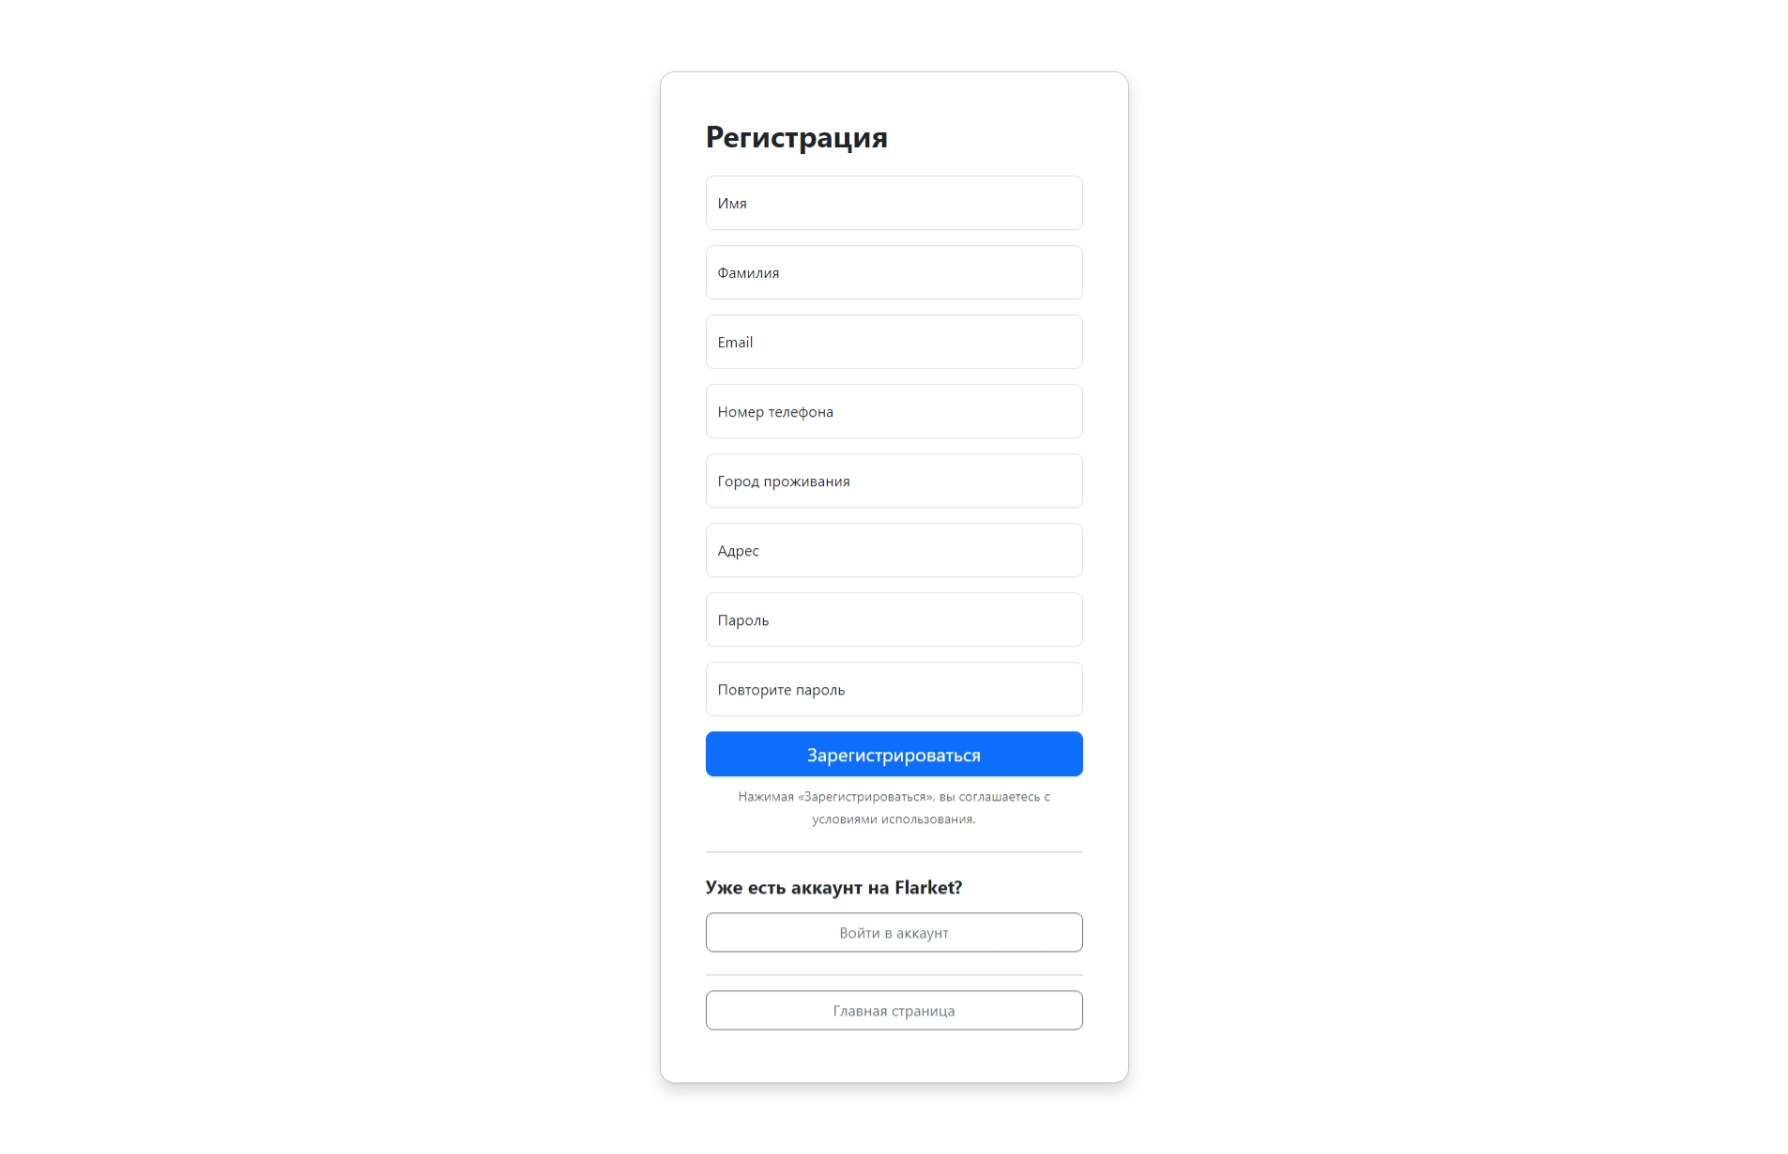 Регистрация
Имя
Фамилия
Email
Номер телефона
Город проживания
Адрес
Пароль
Повторите пароль
Зарегистрироваться
Нажимая «Зарегистрироваться», вы соглашаетесь с
условиями использования.
Уже есть аккаунт на Flarket?
Войти в аккаунт
Главная страница